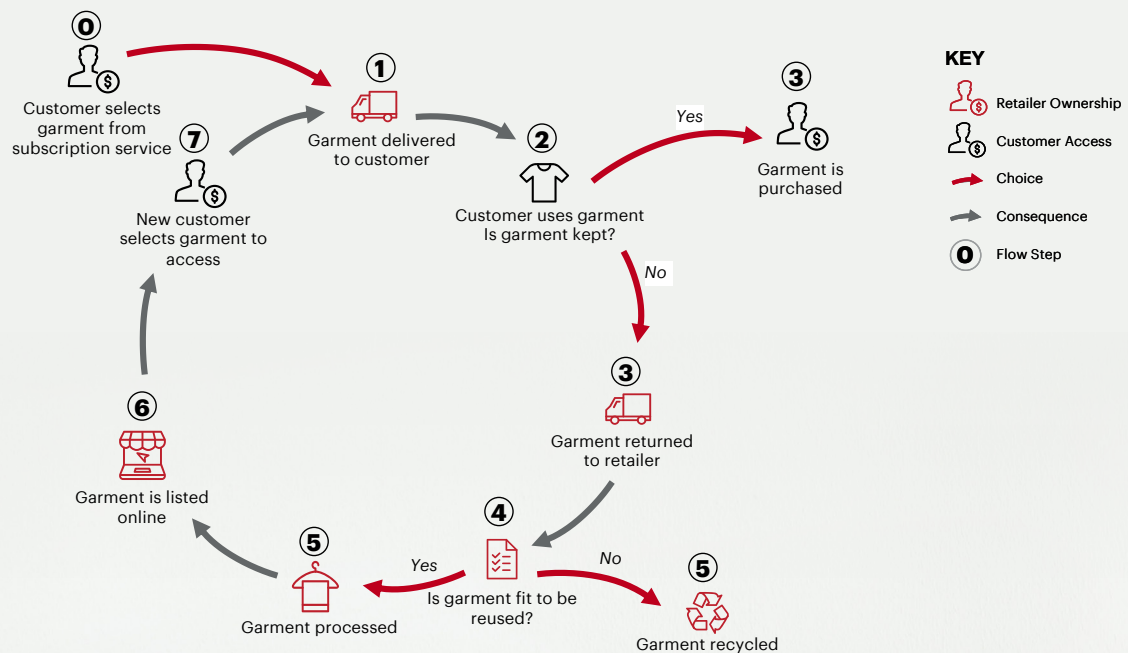 0
Customer selects
garment from
subscription service
1
Garment delivered
to customer
2
Customer uses garment
Is garment kept?
Yes
3
Garment is
purchased
No
3
Garment returned
to retailer
4
Is garment fit to be
reused?
Yes
5
Garment processed
No
5
Garment recycled
6
Garment is listed
online
7
New customer
selects garment to
access
KEY
Retailer Ownership
Customer Access
Choice
Consequence
0 Flow Step
$
$
$
$
$